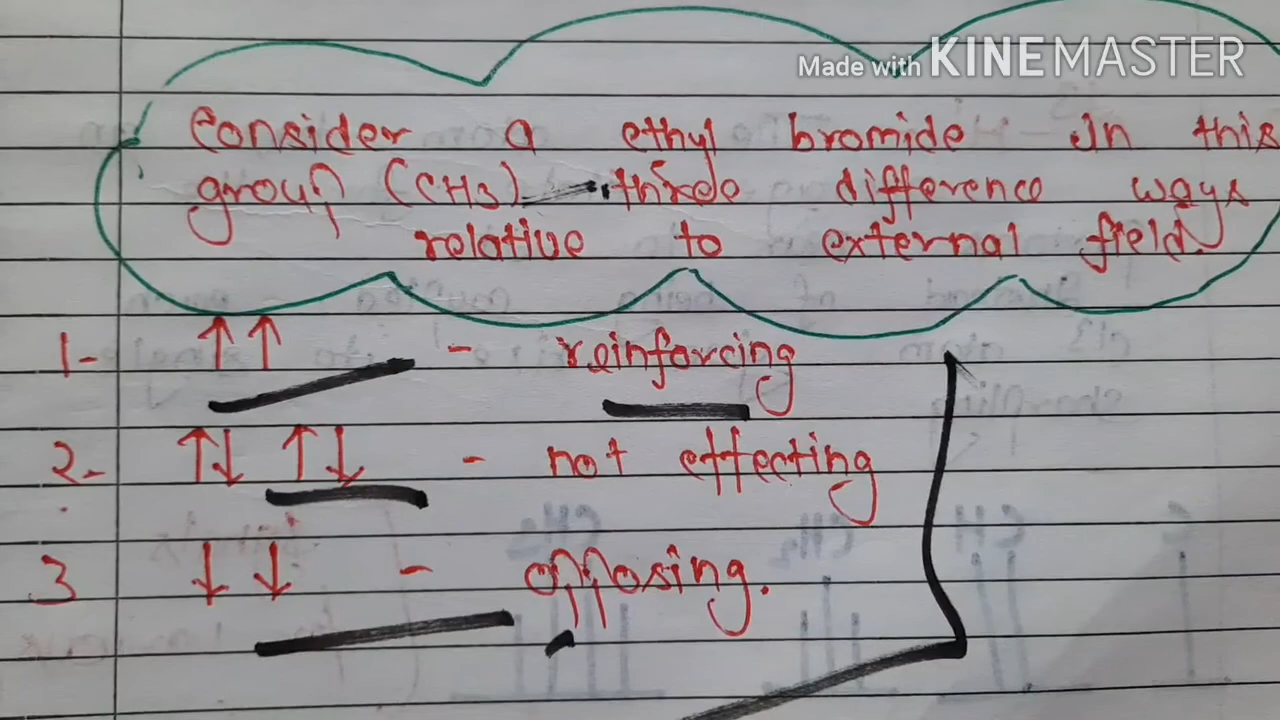 Made with KINEMASTER
Consider a ethyl bromide In this
group (CH3) three difference ways
relative to external field.
1- ↑↑ - reinforcing
2- ↑↓ ↑↓ - not effecting
3 ↓↓ - opposing.